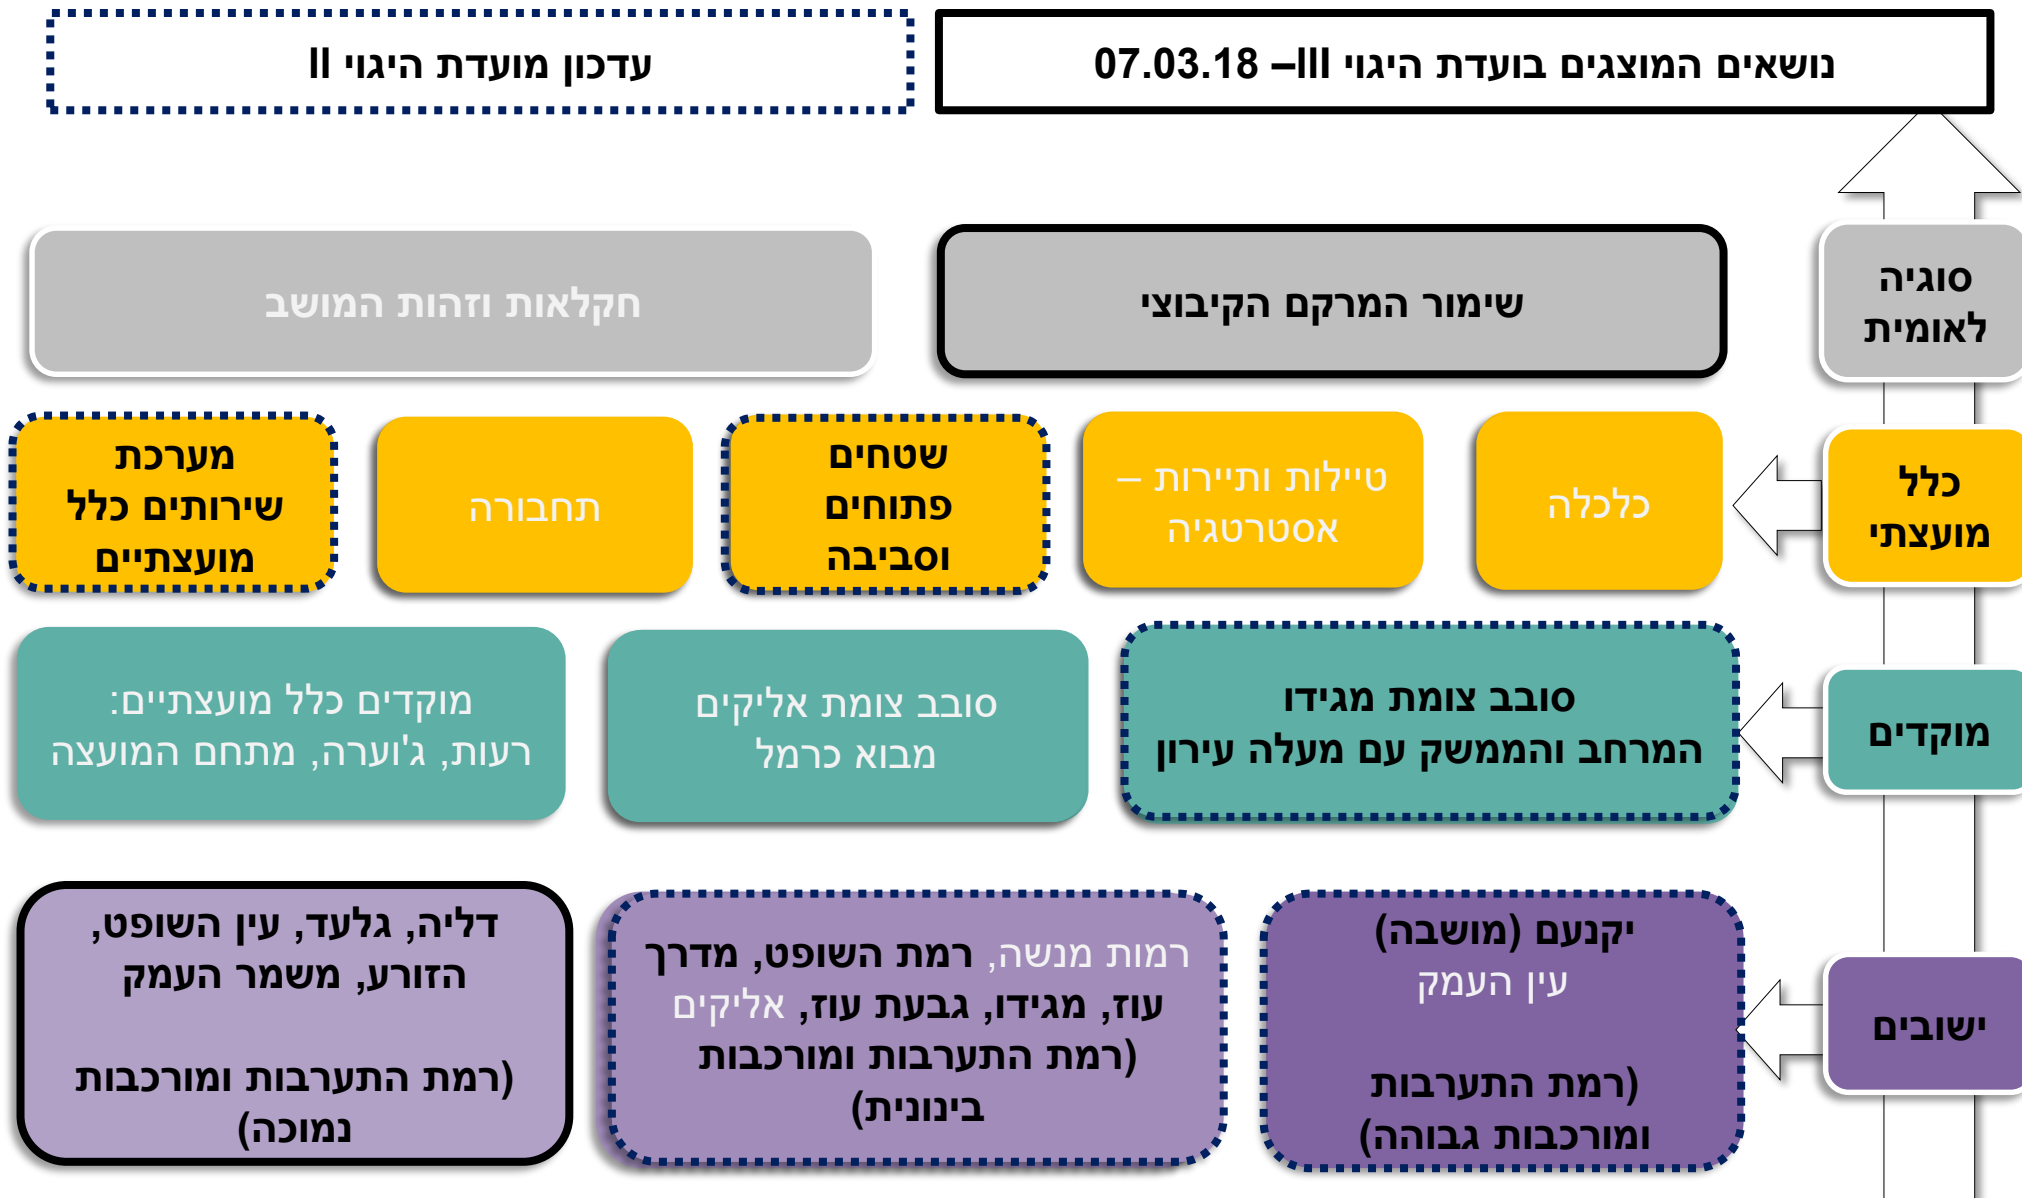 נושאים המוצגים בועדת היגוי III– 07.03.18
עדכון מועדת היגוי II
סוגיה
לאומית
שימור המרקם הקיבוצי
חקלאות וזהות המושב
כלל
מועצתי
כלכלה
טיילות ותיירות –
אסטרטגיה
שטחים
פתוחים
וסביבה
תחבורה
מערכת
שירותים כלל
מועצתיים
מוקדים
סובב צומת מגידו
המרחב והממשק עם מעלה עירון
סובב צומת אליקים
מבוא כרמל
מוקדים כלל מועצתיים:
רעות, ג'וערה, מתחם המועצה
ישובים
יקנעם (מושבה)
עין העמק
(רמת התערבות
ומורכבות גבוהה)
רמות מנשה, רמת השופט, מדרך
עוז, מגידו, גבעת עוז, אליקים
(רמת התערבות ומורכבות
בינונית)
דליה, גלעד, עין השופט,
הזורע, משמר העמק
(רמת התערבות ומורכבות
נמוכה)